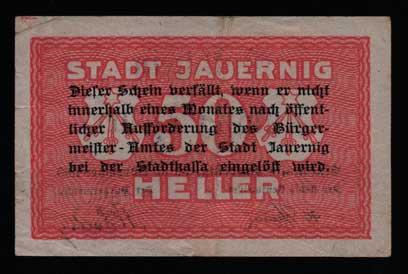 STADT JAUERNIG
Dieser Schein verfällt, wenn er nicht
innerhalb eines Monates nach öffent-
licher Aufforderung des Bürger-
meister-Amtes der Stadt Jauernig
bei der Stadtkassa eingelöst wird.
50
HELLER